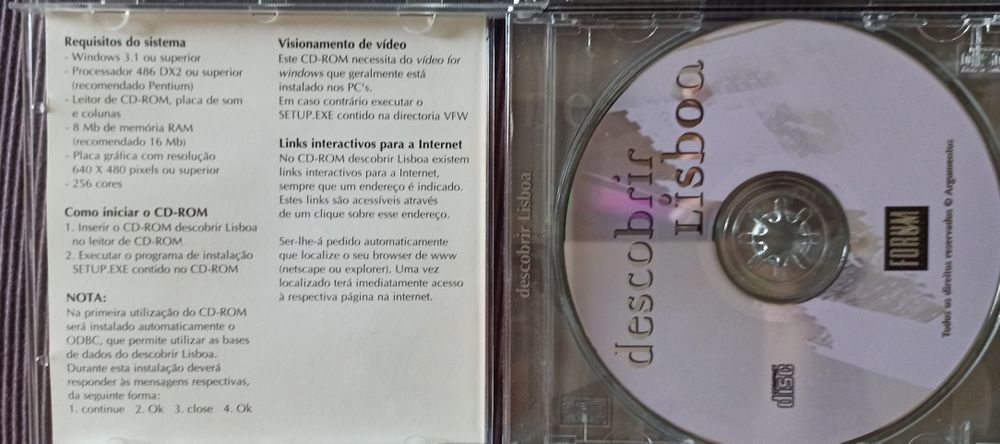 Requisitos do sistema
- Windows 3.1 ou superior
- Processador 486 DX2 ou superior
(recomendado Pentium)
- Leitor de CD-ROM, placa de som
e colunas
- 8 Mb de memória RAM
(recomendado 16 Mb)
- Placa gráfica com resolução
640 X 480 pixels ou superior
- 256 cores
Como iniciar o CD-ROM
1. Inserir o CD-ROM descobrir Lisboa
no leitor de CD-ROM
2. Executar o programa de instalação
SETUP.EXE contido no CD-ROM
NOTA:
Na primeira utilização do CD-ROM
será instalado automaticamente o
ODBC, que permite utilizar as bases
de dados do descobrir Lisboa.
Durante esta instalação deverá
responder às mensagens respectivas,
da seguinte forma:
1. continue 2. Ok 3. close 4. Ok
Visionamento de vídeo
Este CD-ROM necessita do vídeo for
windows que geralmente está
instalado nos PC's.
Em caso contrário executar o
SETUP.EXE contido na directoria VFW
Links interactivos para a Internet
No CD-ROM descobrir Lisboa existem
links interactivos para a Internet,
sempre que um endereço é indicado.
Estes links são acessíveis através
de um clique sobre esse endereço.
Ser-lhe-á pedido automaticamente
que localize o seu browser de www
(netscape ou explorer). Uma vez
localizado terá imediatamente acesso
à respectiva página na internet.
descobrir Lisboa
descobrir
Lisboa
COMPACT
disc
FORUM
Todos os direitos reservados © Argumentos